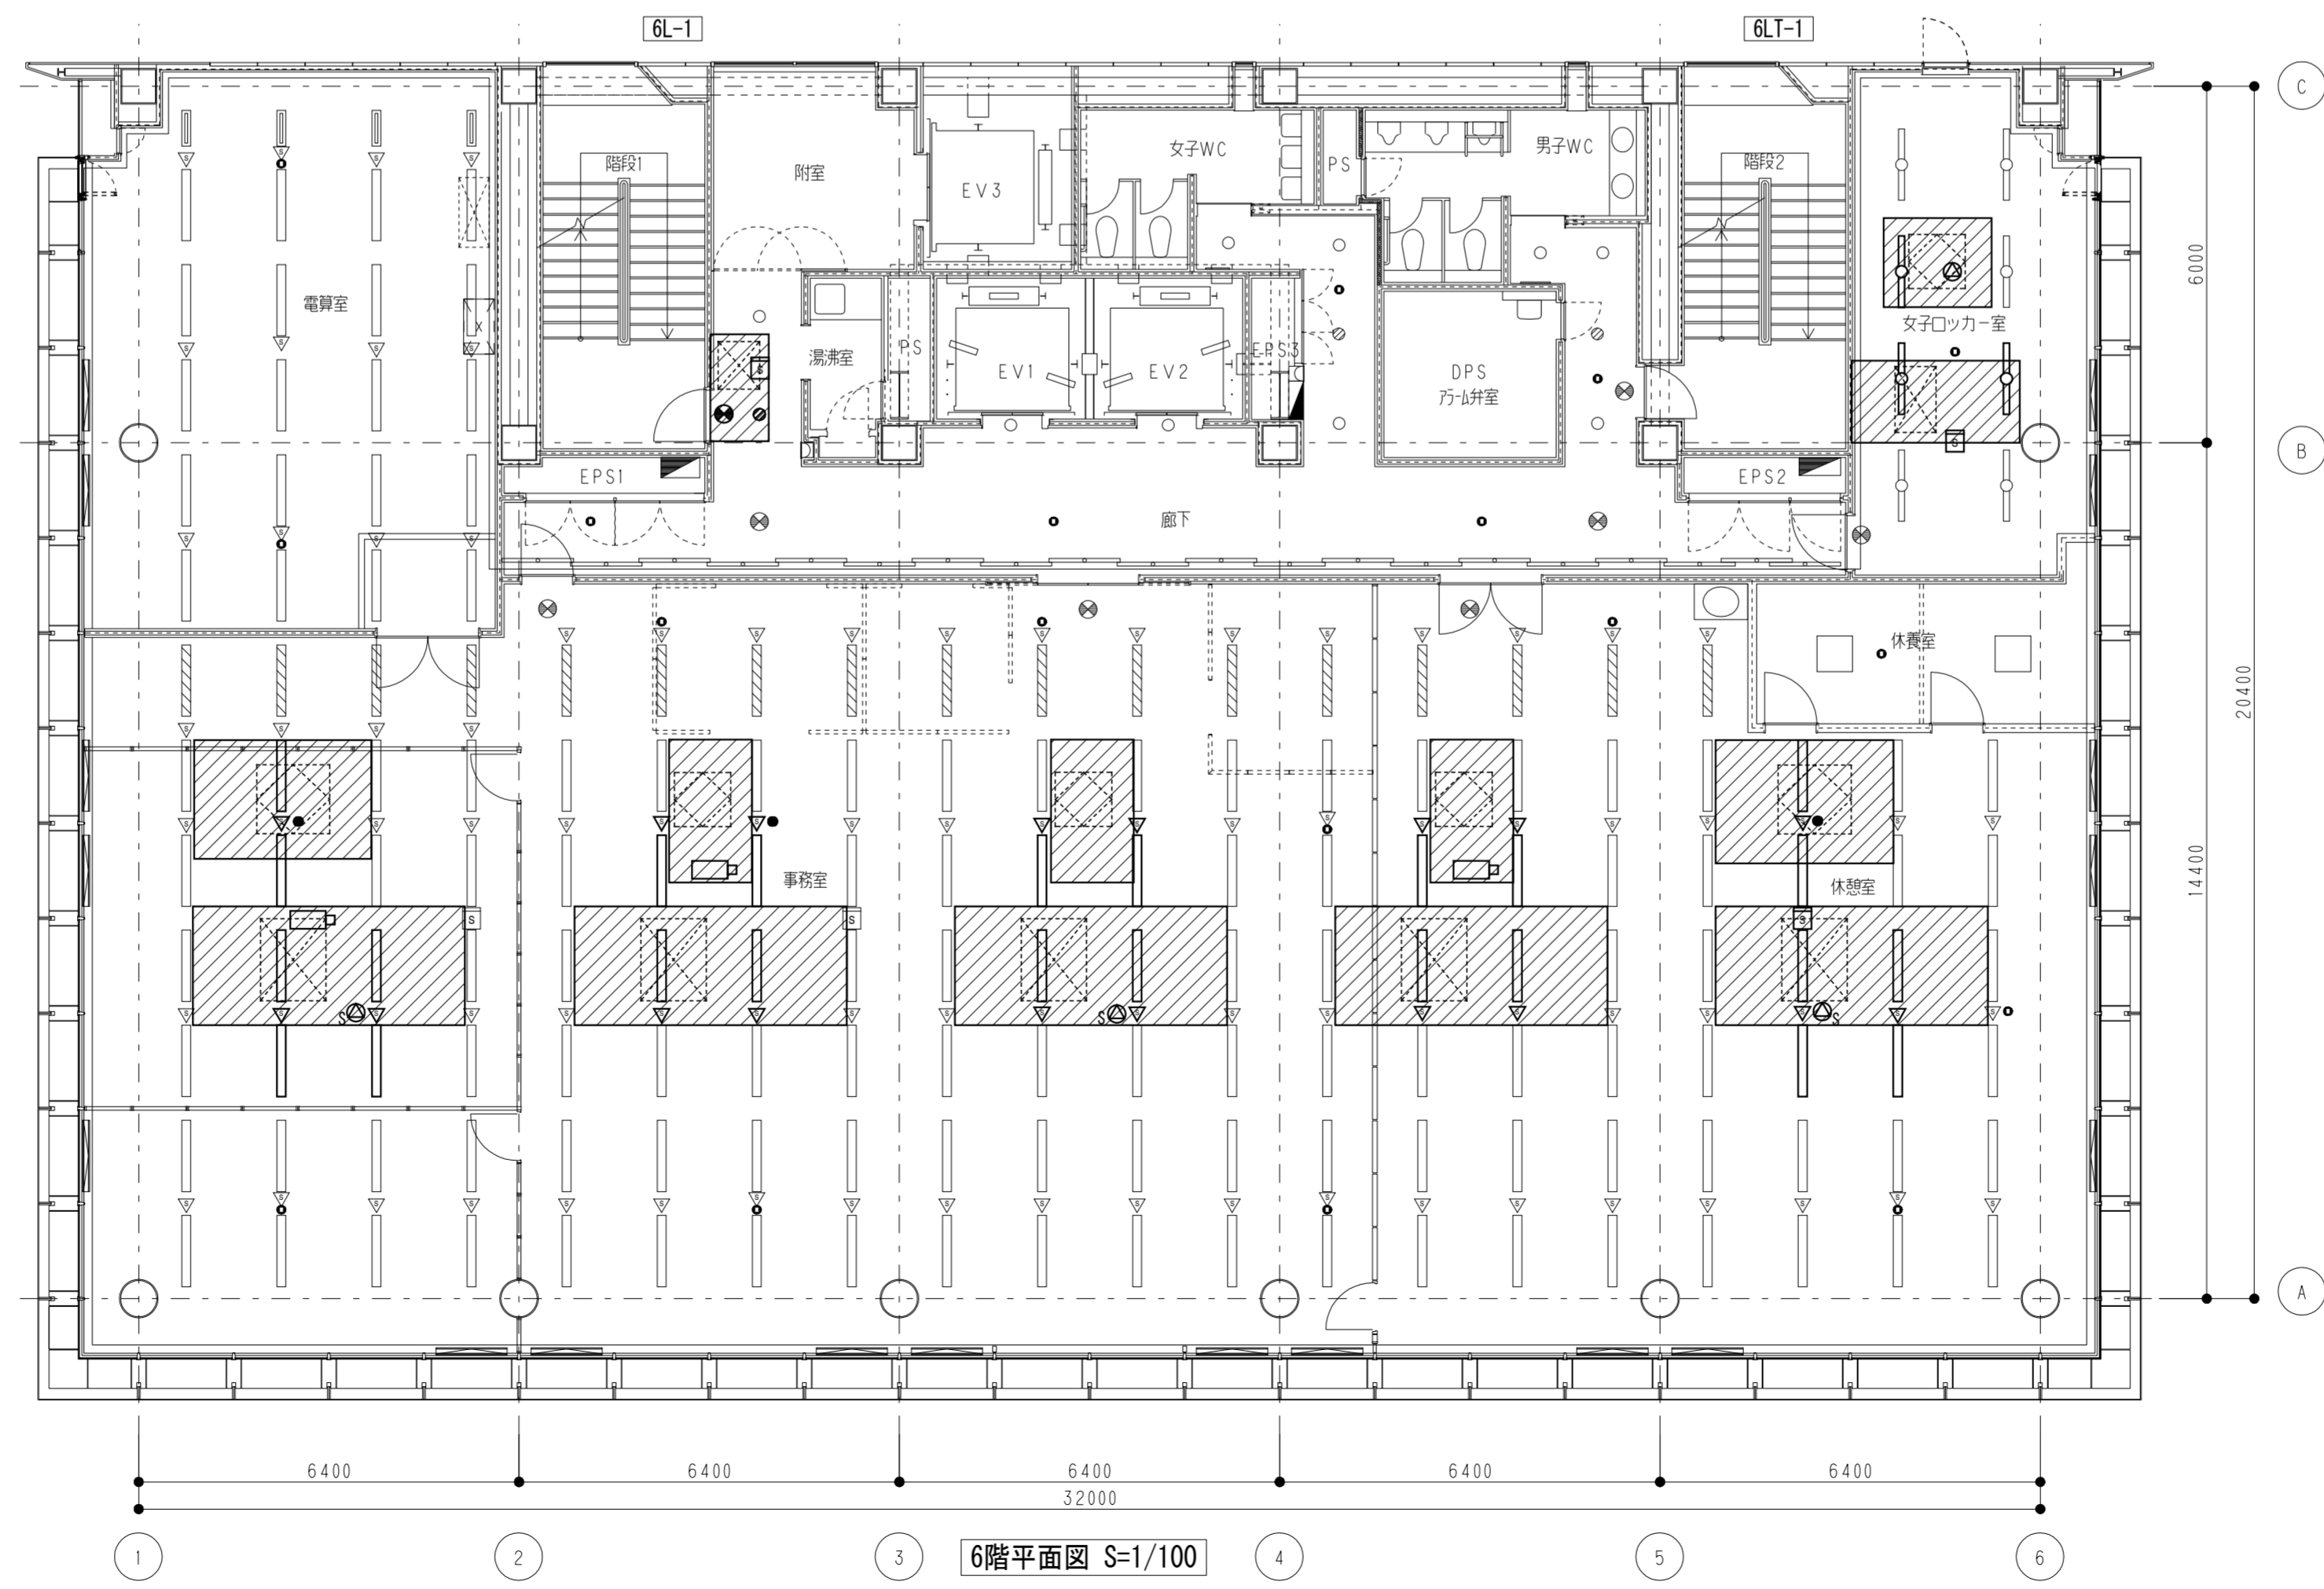 6L-1
6LT-1
C
女子WC
男子WC
PS
階段1
附室
階段2
EV3
6000
電算室
女子ロッカー室
湯沸室
PS
EV1
EV2
EPS3
DPS
アラーム弁室
B
EPS1
EPS2
廊下
休養室
20400
事務室
休憩室
14400
S
S
S
A
6400
6400
6400
6400
6400
32000
1
2
3
6階平面図 S=1/100
4
5
6